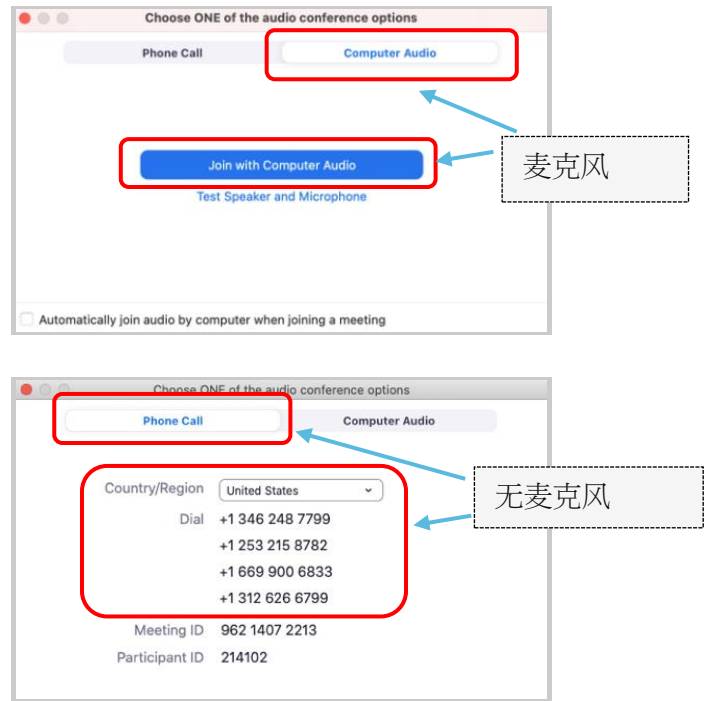 Choose ONE of the audio conference options
Phone Call
Computer Audio
Join with Computer Audio
麦克风
Test Speaker and Microphone
Automatically join audio by computer when joining a meeting
Choose ONE of the audio conference options
Phone Call
Computer Audio
Country/Region United States
无麦克风
Dial +1 346 248 7799
+1 253 215 8782
+1 669 900 6833
+1 312 626 6799
Meeting ID 962 1407 2213
Participant ID 214102